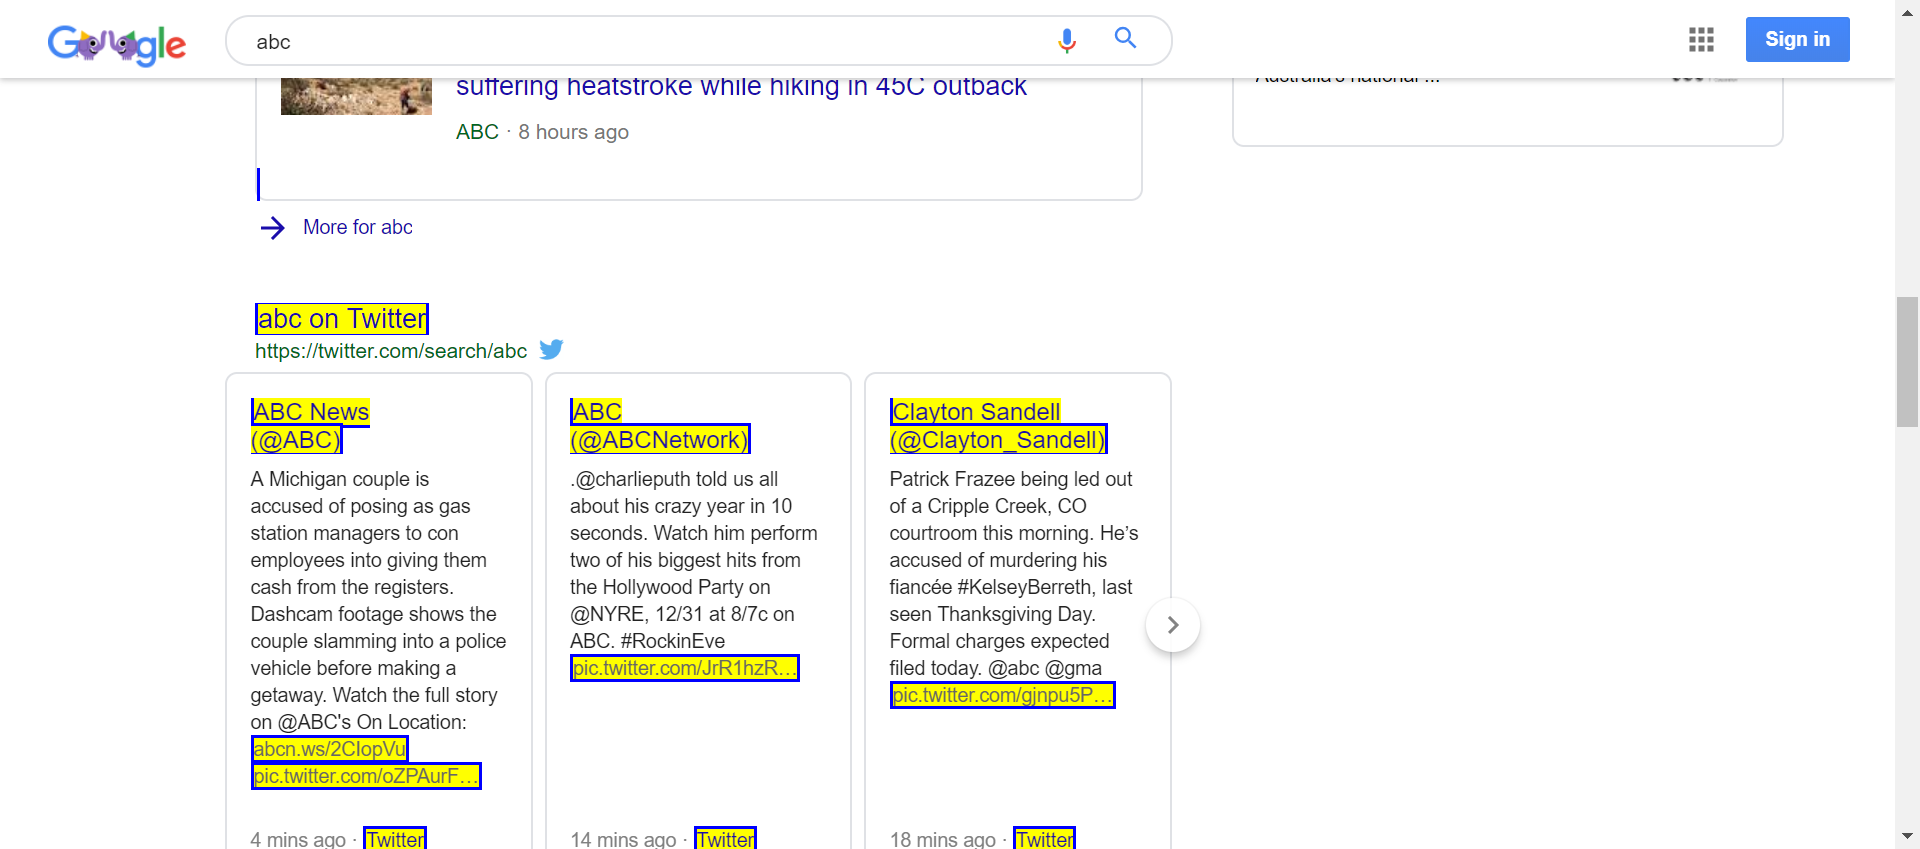 Google
abc
Sign in
suffering heatstroke while hiking in 45C outback
Australia's national ...
ABC · 8 hours ago
More for abc
abc on Twitter
https://twitter.com/search/abc
ABC News
(@ABC)
A Michigan couple is
accused of posing as gas
station managers to con
employees into giving them
cash from the registers.
Dashcam footage shows the
couple slamming into a police
vehicle before making a
getaway. Watch the full story
on @ABC's On Location:
abcn.ws/2CIopVu
pic.twitter.com/oZPAurF…
4 mins ago · Twitter
ABC
(@ABCNetwork)
.@charlieputh told us all
about his crazy year in 10
seconds. Watch him perform
two of his biggest hits from
the Hollywood Party on
@NYRE, 12/31 at 8/7c on
ABC. #RockinEve
pic.twitter.com/JrR1hzR…
14 mins ago · Twitter
Clayton Sandell
(@Clayton_Sandell)
Patrick Frazee being led out
of a Cripple Creek, CO
courtroom this morning. He’s
accused of murdering his
fiancée #KelseyBerreth, last
seen Thanksgiving Day.
Formal charges expected
filed today. @abc @gma
pic.twitter.com/gjnpu5P…
18 mins ago · Twitter